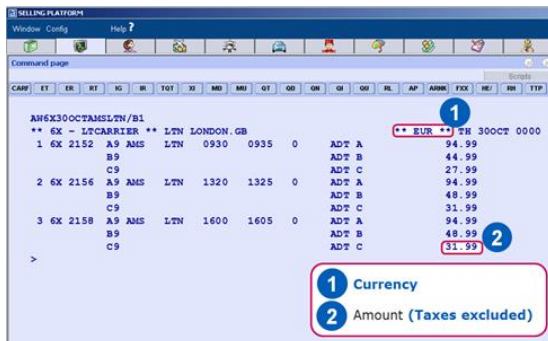 SELLING PLATFORM
Window Config Help ?
Command page
Scripts
CARF ET ER RT IG IR TQT XI MD MU QT QD QN QI QU RL AP ARNK FXX HE/ RH TTP
AW6X30OCTAMSLTN/B1
** 6X - LTCARRIER ** LTN LONDON.GB ** EUR ** TH 30OCT 0000
1 6X 2152 A9 AMS LTN 0930 0935 0 ADT A 94.99
B9 ADT B 44.99
C9 ADT C 27.99
2 6X 2156 A9 AMS LTN 1320 1325 0 ADT A 94.99
B9 ADT B 48.99
C9 ADT C 31.99
3 6X 2158 A9 AMS LTN 1600 1605 0 ADT A 94.99
B9 ADT B 48.99
C9 ADT C 31.99
>
1
2
1 Currency
2 Amount (Taxes excluded)